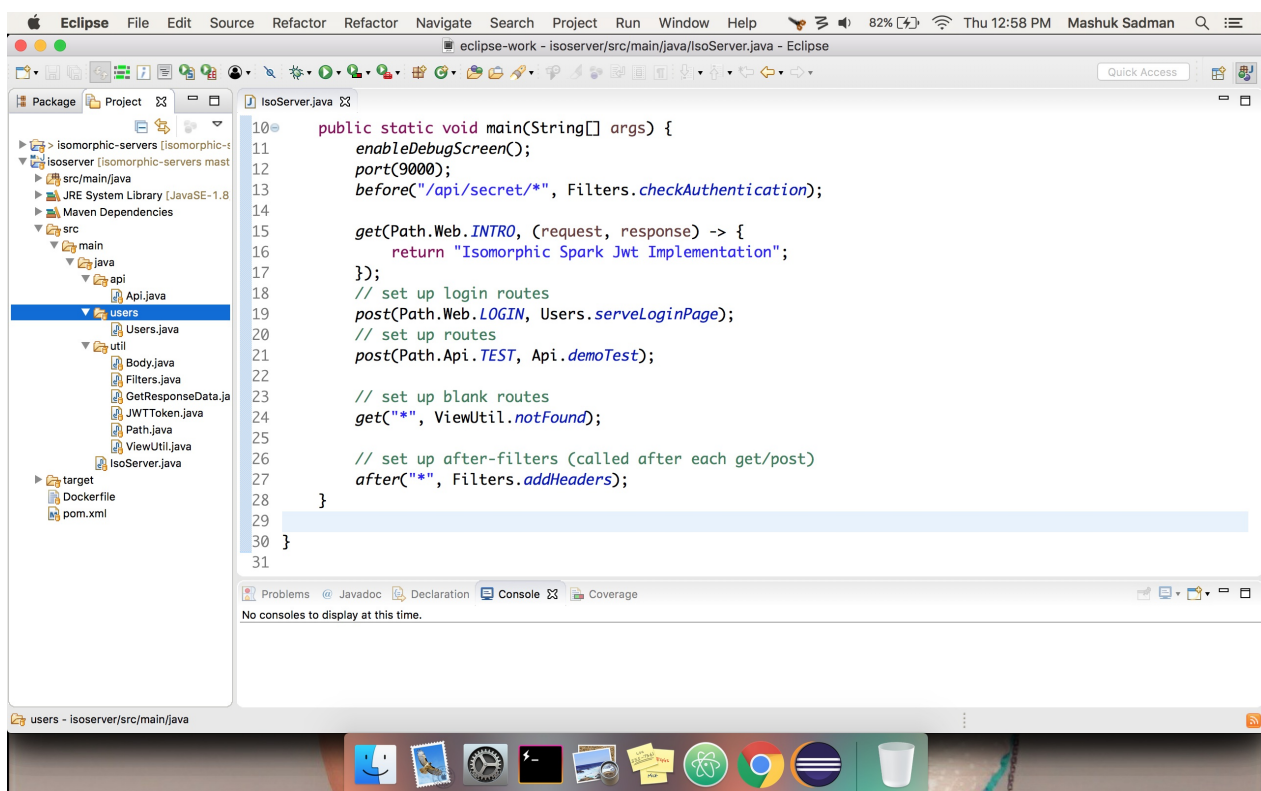 Eclipse File Edit Source Refactor Refactor Navigate Search Project Run Window Help 82% Thu 12:58 PM Mashuk Sadman
eclipse-work - isoserver/src/main/java/IsoServer.java - Eclipse
Quick Access
Package Project
IsoServer.java
> isomorphic-servers [isomorphic-s
isoserver [isomorphic-servers mast
src/main/java
JRE System Library [JavaSE-1.8
Maven Dependencies
src
main
java
api
Api.java
users
Users.java
util
Body.java
Filters.java
GetResponseData.ja
JWTToken.java
Path.java
ViewUtil.java
IsoServer.java
target
Dockerfile
pom.xml
10 public static void main(String[] args) {
11 enableDebugScreen();
12 port(9000);
13 before("/api/secret/*", Filters.checkAuthentication);
14
15 get(Path.Web.INTRO, (request, response) -> {
16 return "Isomorphic Spark Jwt Implementation";
17 });
18 // set up login routes
19 post(Path.Web.LOGIN, Users.serveLoginPage);
20 // set up routes
21 post(Path.Api.TEST, Api.demoTest);
22
23 // set up blank routes
24 get("*", ViewUtil.notFound);
25
26 // set up after-filters (called after each get/post)
27 after("*", Filters.addHeaders);
28 }
29
30 }
31
Problems @ Javadoc Declaration Console Coverage
No consoles to display at this time.
users - isoserver/src/main/java